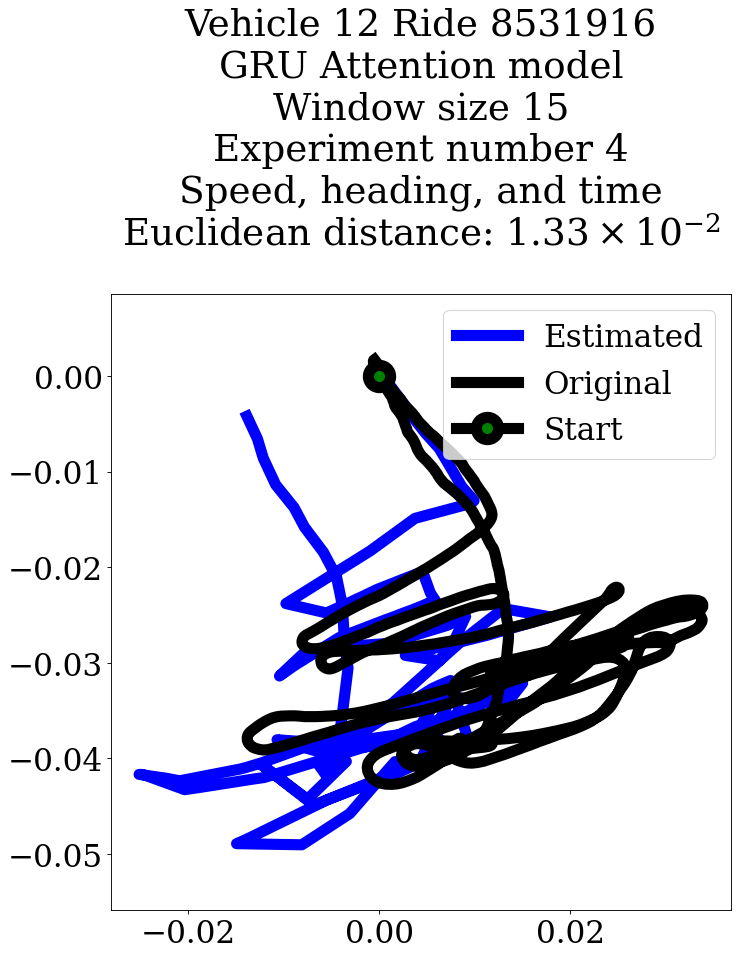 Vehicle 12 Ride 8531916
GRU Attention model
Window size 15
Experiment number 4
Speed, heading, and time
Euclidean distance: 1.33 × 10⁻²
Estimated
Original
Start
0.00
−0.01
−0.02
−0.03
−0.04
−0.05
−0.02
0.00
0.02